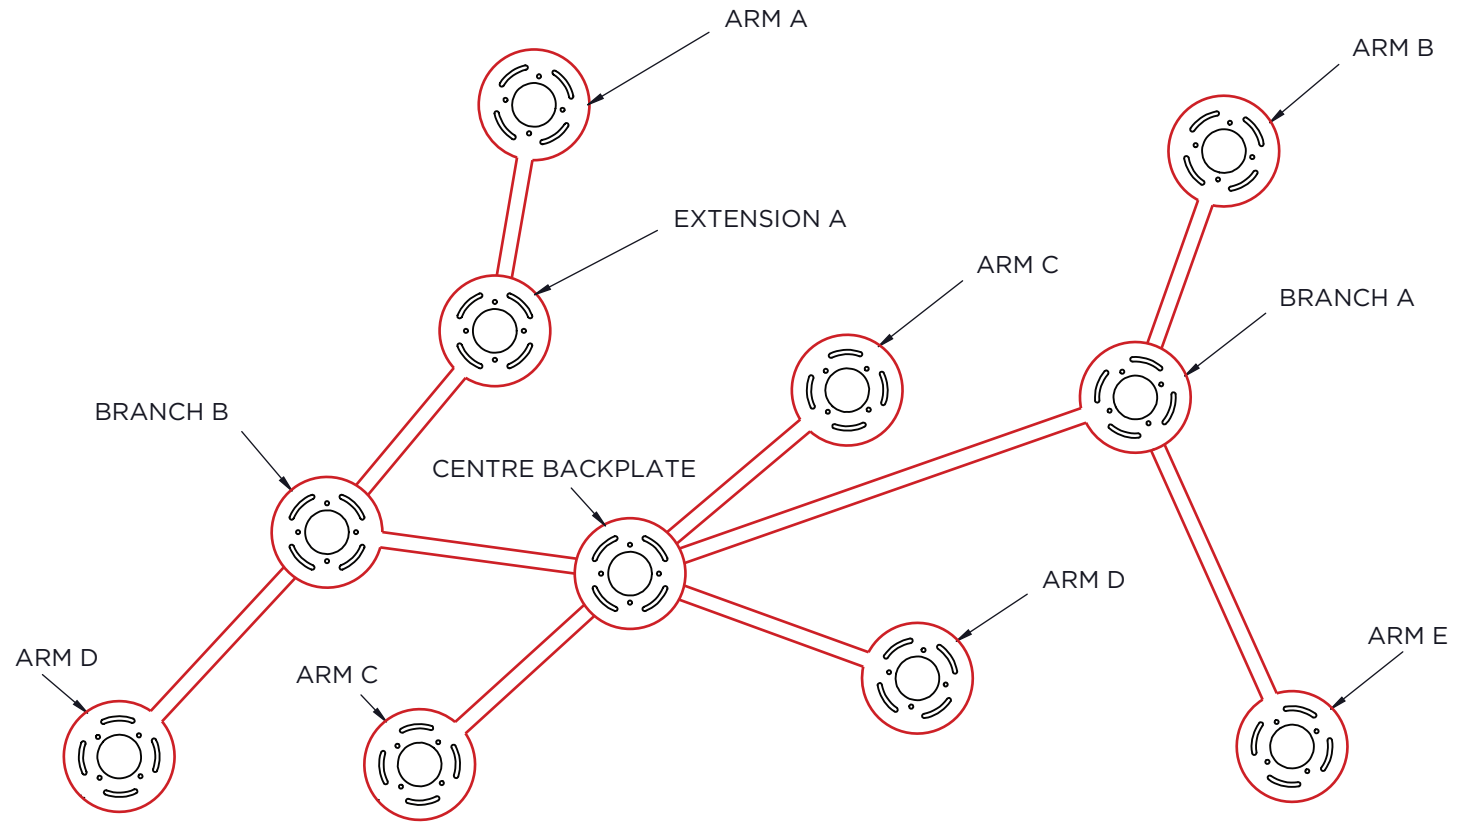 ARM A
ARM B
EXTENSION A
ARM C
BRANCH A
BRANCH B
CENTRE BACKPLATE
ARM D
ARM E
ARM D
ARM C